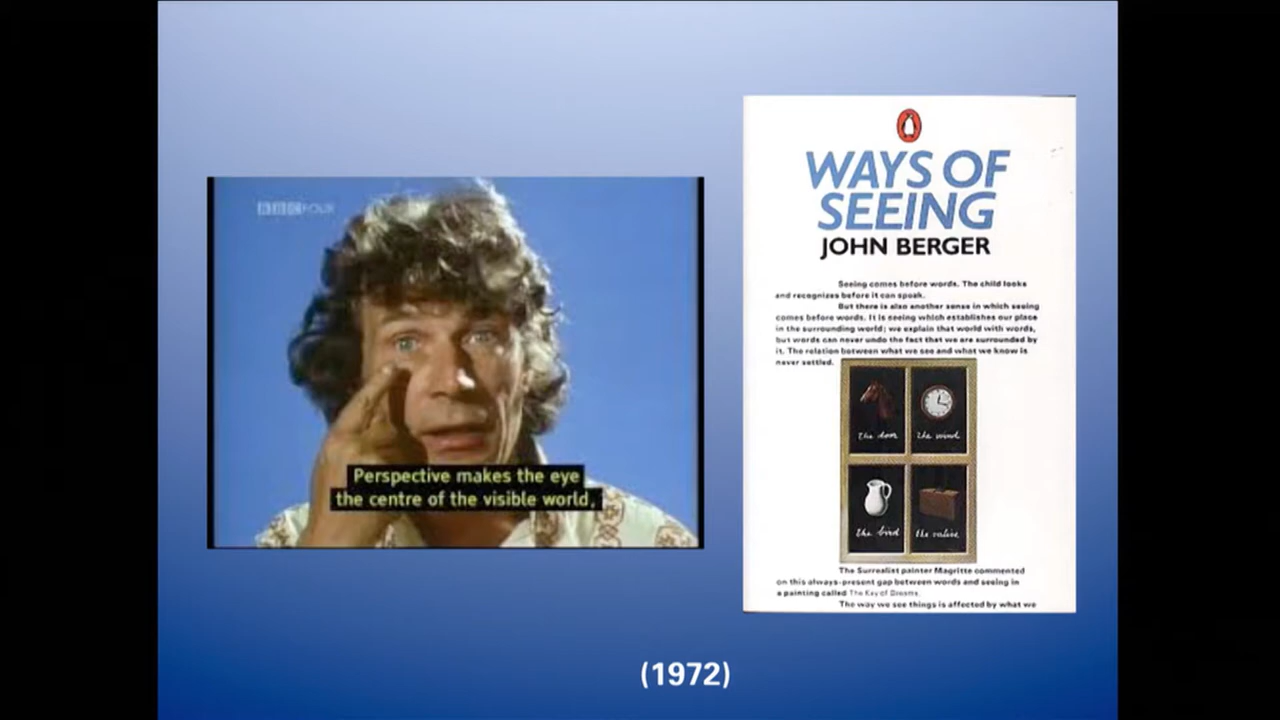 BBC FOUR
Perspective makes the eye
the centre of the visible world,
WAYS OF
SEEING
JOHN BERGER
Seeing comes before words. The child looks
and recognizes before it can speak.
But there is also another sense in which seeing
comes before words. It is seeing which establishes our place
in the surrounding world; we explain that world with words,
but words can never undo the fact that we are surrounded by
it. The relation between what we see and what we know is
never settled.
the door
the wind
the bird
the valise
The Surrealist painter Magritte commented
on this always-present gap between words and seeing in
a painting called The Key of Dreams.
The way we see things is affected by what we
(1972)